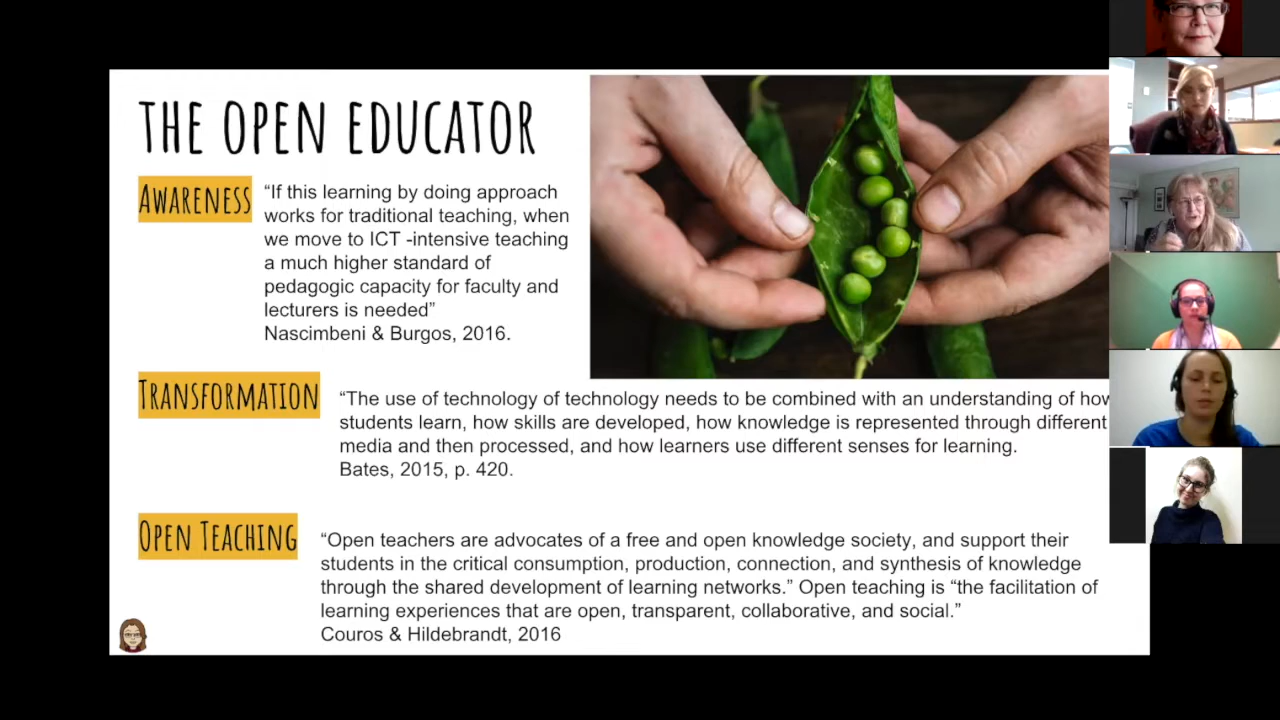 THE OPEN EDUCATOR
AWARENESS
“If this learning by doing approach
works for traditional teaching, when
we move to ICT -intensive teaching
a much higher standard of
pedagogic capacity for faculty and
lecturers is needed”
Nascimbeni & Burgos, 2016.
TRANSFORMATION
“The use of technology of technology needs to be combined with an understanding of how
students learn, how skills are developed, how knowledge is represented through different
media and then processed, and how learners use different senses for learning.
Bates, 2015, p. 420.
OPEN TEACHING
“Open teachers are advocates of a free and open knowledge society, and support their
students in the critical consumption, production, connection, and synthesis of knowledge
through the shared development of learning networks.” Open teaching is “the facilitation of
learning experiences that are open, transparent, collaborative, and social.”
Couros & Hildebrandt, 2016